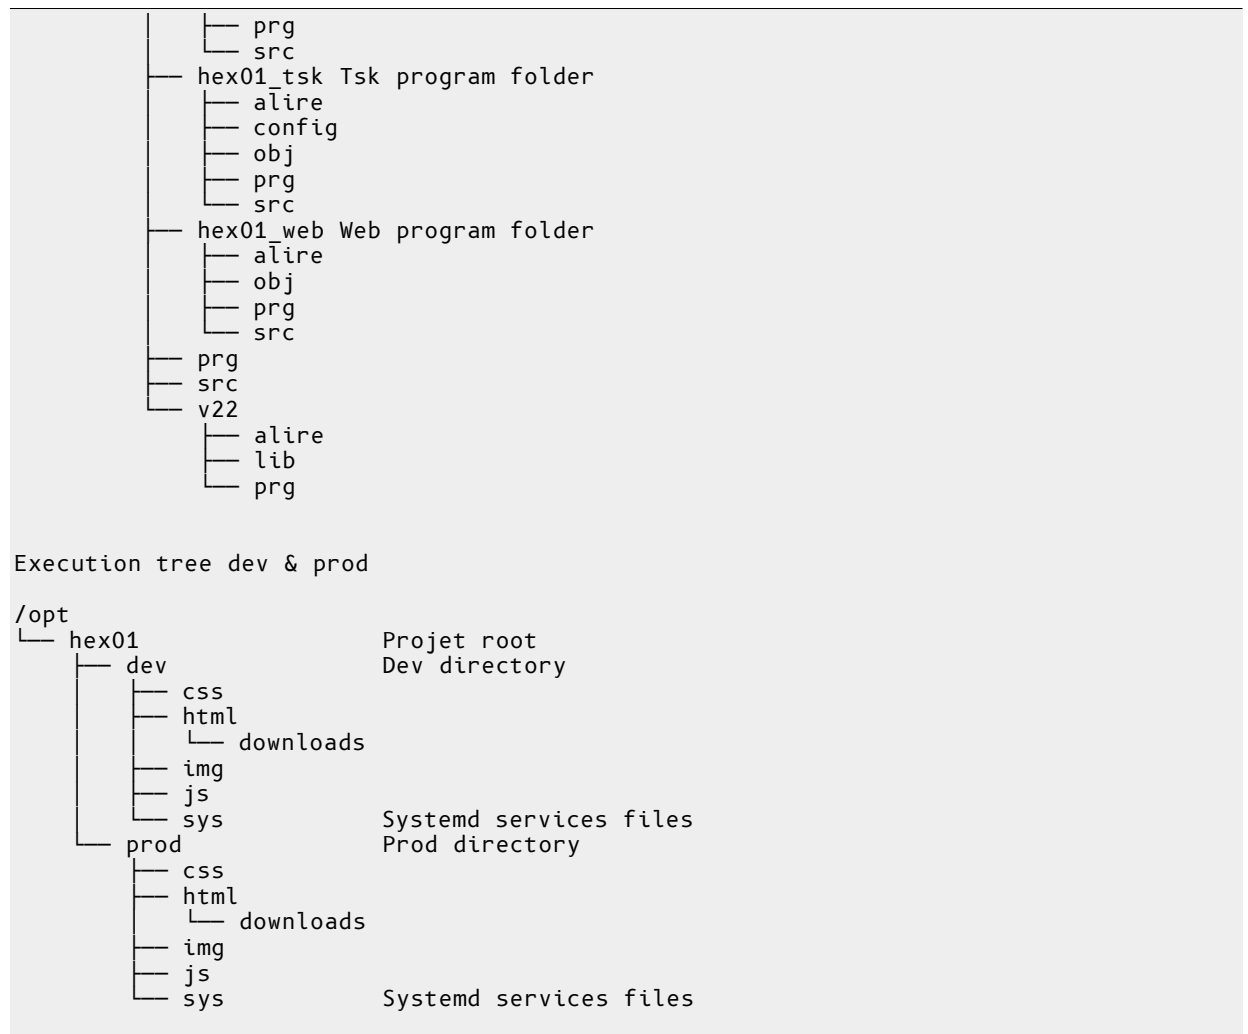 │   ├── prg
│   └── src
├── hex01_tsk Tsk program folder
│   ├── alire
│   ├── config
│   ├── obj
│   ├── prg
│   └── src
├── hex01_web Web program folder
│   ├── alire
│   ├── obj
│   ├── prg
│   └── src
├── prg
├── src
└── v22
    ├── alire
    ├── lib
    └── prg
Execution tree dev & prod
/opt
└── hex01                 Projet root
    ├── dev               Dev directory
    │   ├── css
    │   ├── html
    │   │   └── downloads
    │   ├── img
    │   ├── js
    │   └── sys           Systemd services files
    └── prod              Prod directory
        ├── css
        ├── html
        │   └── downloads
        ├── img
        ├── js
        └── sys           Systemd services files